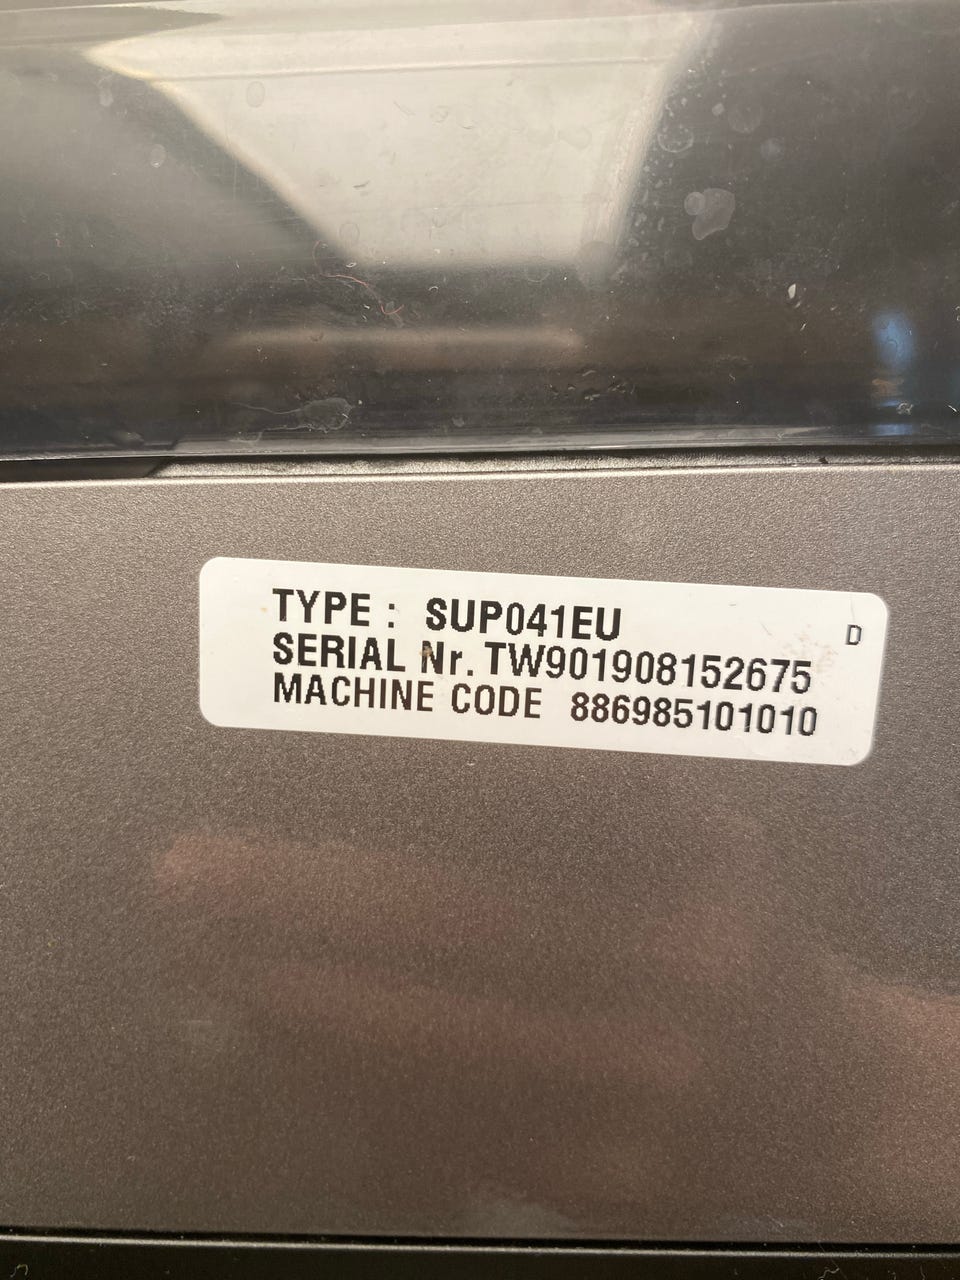 TYPE : SUP041EU
D
SERIAL Nr. TW901908152675
MACHINE CODE 886985101010